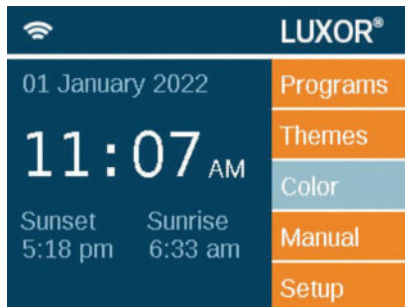 LUXOR®
01 January 2022
11:07 AM
Sunset Sunrise
5:18 pm 6:33 am
Programs
Themes
Color
Manual
Setup